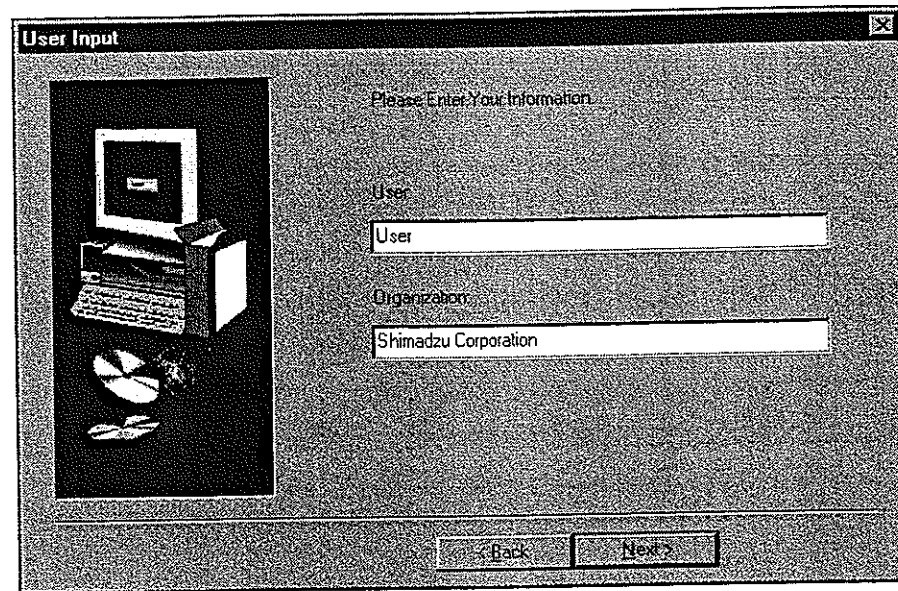 User Input
Please Enter Your Information.
User:
User
Organization:
Shimadzu Corporation
< Back
Next >